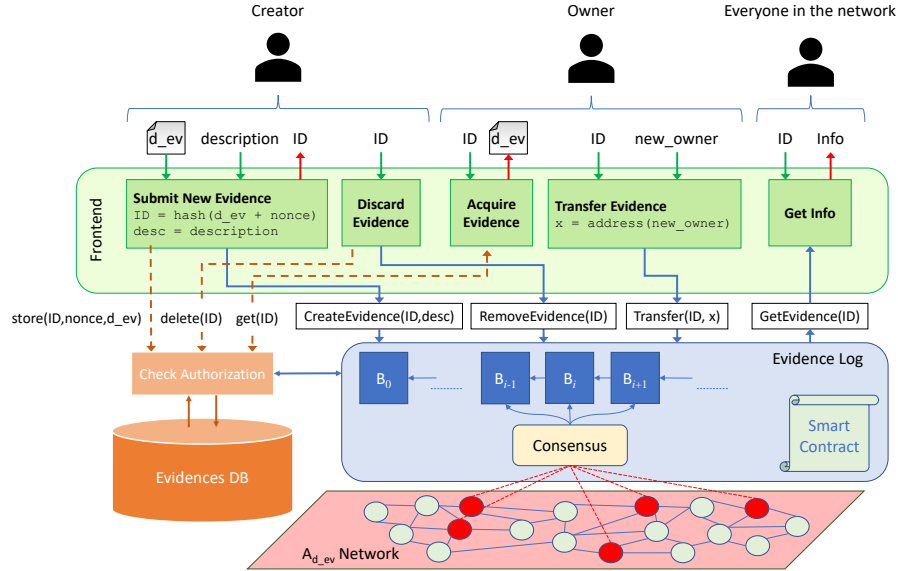 Creator
Owner
Everyone in the network
d_ev
description
ID
ID
ID
d_ev
ID
new_owner
ID
Info
Frontend
Submit New Evidence
ID = hash(d_ev + nonce)
desc = description
Discard
Evidence
Acquire
Evidence
Transfer Evidence
x = address(new_owner)
Get Info
store(ID,nonce,d_ev)
delete(ID)
get(ID)
CreateEvidence(ID,desc)
RemoveEvidence(ID)
Transfer(ID, x)
GetEvidence(ID)
Evidence Log
Check Authorization
B0
........
Bi-1
Bi
Bi+1
........
Smart
Contract
Consensus
Evidences DB
Ad_ev Network